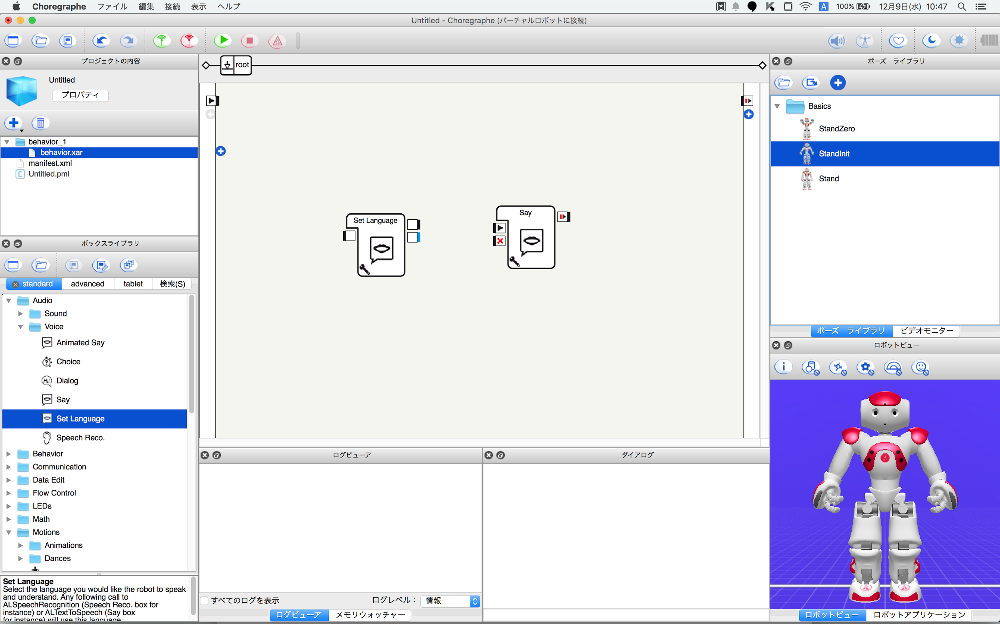 Choregraphe ファイル 編集 接続 表示 ヘルプ A 100% 12月9日(水) 10:47
Untitled - Choregraphe (バーチャルロボットに接続)
プロジェクトの内容
Untitled
プロパティ
behavior_1
behavior.xar
manifest.xml
C Untitled.pml
ボックスライブラリ
standard advanced tablet 検索(S)
Audio
Sound
Voice
Animated Say
Choice
Hi! Dialog
Say
Set Language
Speech Reco.
Behavior
Communication
Data Edit
Flow Control
LEDs
Math
Motions
Animations
Dances
Set Language
Select the language you would like the robot to speak
and understand. Any following call to
ALSpeechRecognition (Speech Reco. box for
instance) or ALTextToSpeech (Say box
for instance) will use this language
root
Set Language
Say
ログビューア
すべてのログを表示 ログレベル： 情報
ログビューア メモリウォッチャー
ダイアログ
ポーズ ライブラリ
Basics
StandZero
StandInit
Stand
ポーズ ライブラリ ビデオモニター
ロボットビュー
ロボットビュー ロボットアプリケーション